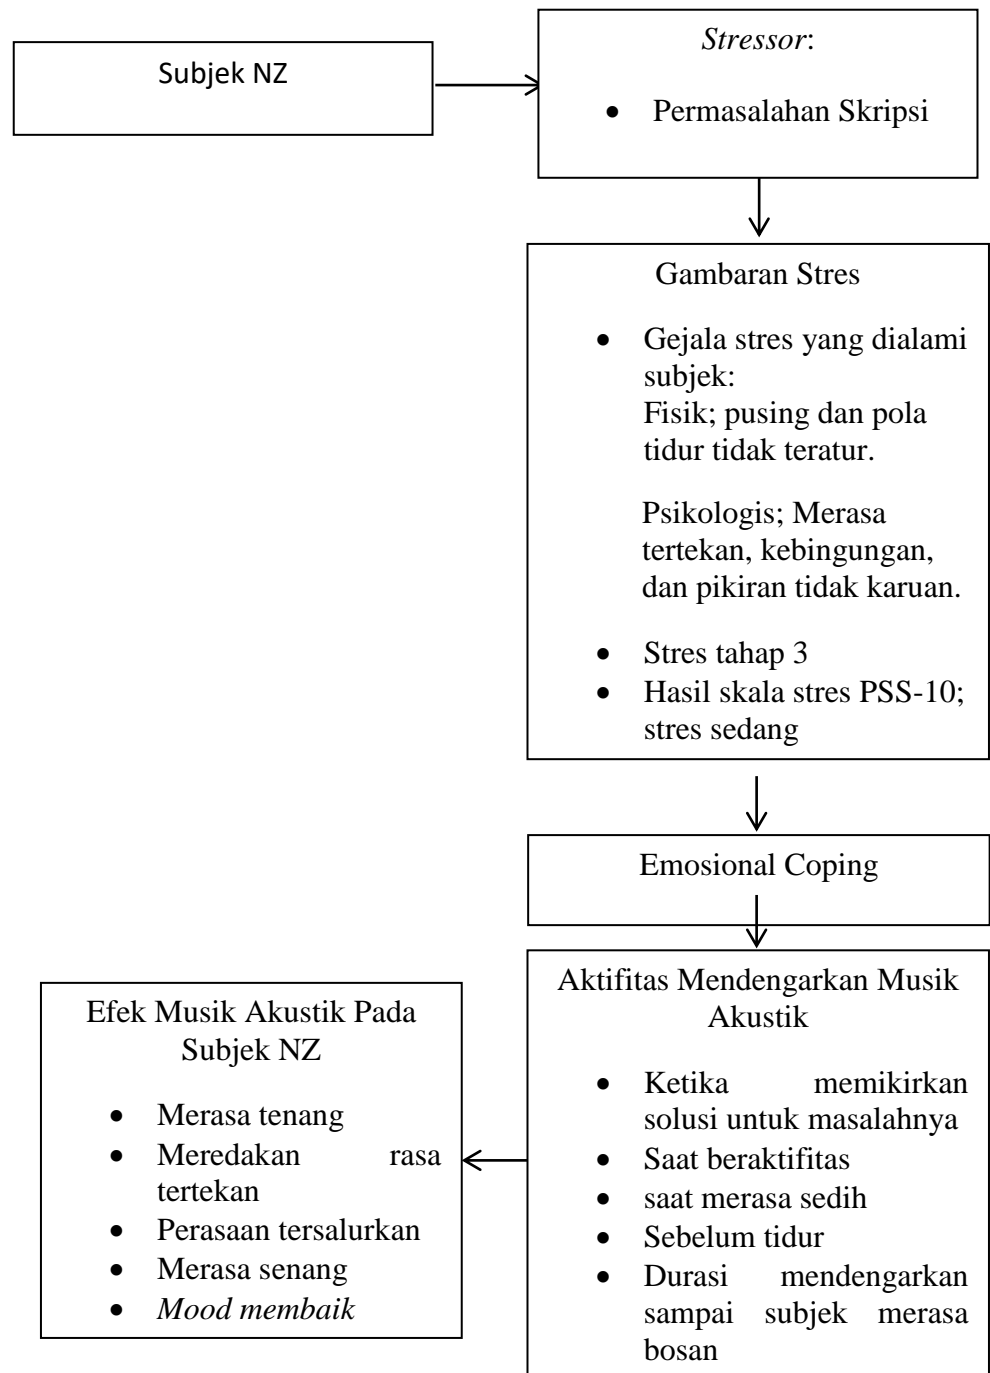 Subjek NZ
Stressor:
• Permasalahan Skripsi
Gambaran Stres
• Gejala stres yang dialami
subjek:
Fisik; pusing dan pola
tidur tidak teratur.
Psikologis; Merasa
tertekan, kebingungan,
dan pikiran tidak karuan.
• Stres tahap 3
• Hasil skala stres PSS-10;
stres sedang
Emosional Coping
Aktifitas Mendengarkan Musik
Akustik
• Ketika memikirkan
solusi untuk masalahnya
• Saat beraktifitas
• saat merasa sedih
• Sebelum tidur
• Durasi mendengarkan
sampai subjek merasa
bosan
Efek Musik Akustik Pada
Subjek NZ
• Merasa tenang
• Meredakan rasa
tertekan
• Perasaan tersalurkan
• Merasa senang
• Mood membaik